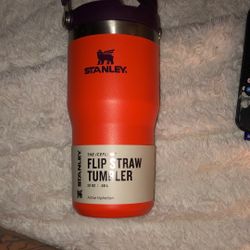 STANLEY
THE ICEFLOW
FLIP STRAW
TUMBLER
STANLEY